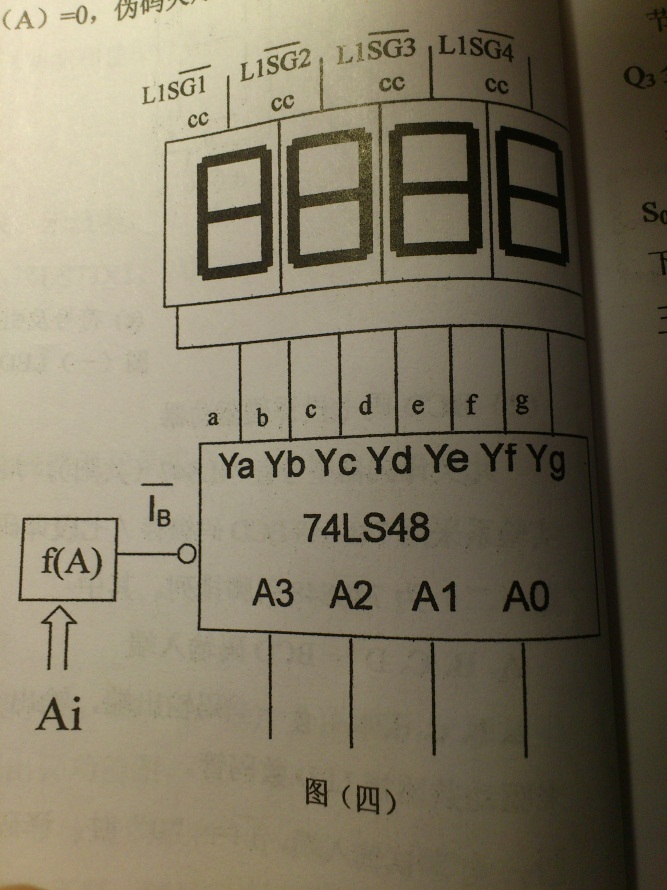 (A)=0, 伪码
L1SG1 L1SG2 L1SG3 L1SG4
cc cc cc cc
a b c d e f g
Ya Yb Yc Yd Ye Yf Yg
I̅B
74LS48
f(A)
A3 A2 A1 A0
Ai
图(四)
Q3